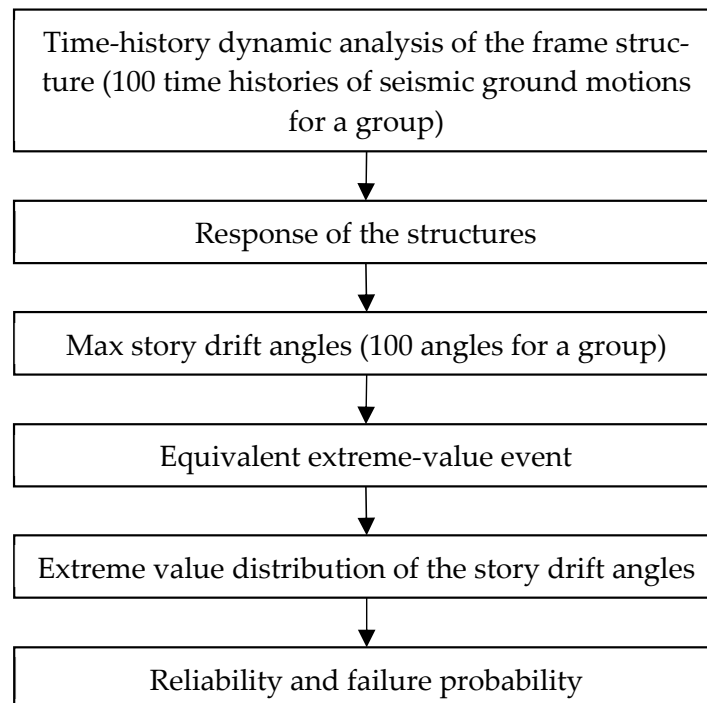 Time-history dynamic analysis of the frame struc-
ture (100 time histories of seismic ground motions
for a group)
Response of the structures
Max story drift angles (100 angles for a group)
Equivalent extreme-value event
Extreme value distribution of the story drift angles
Reliability and failure probability